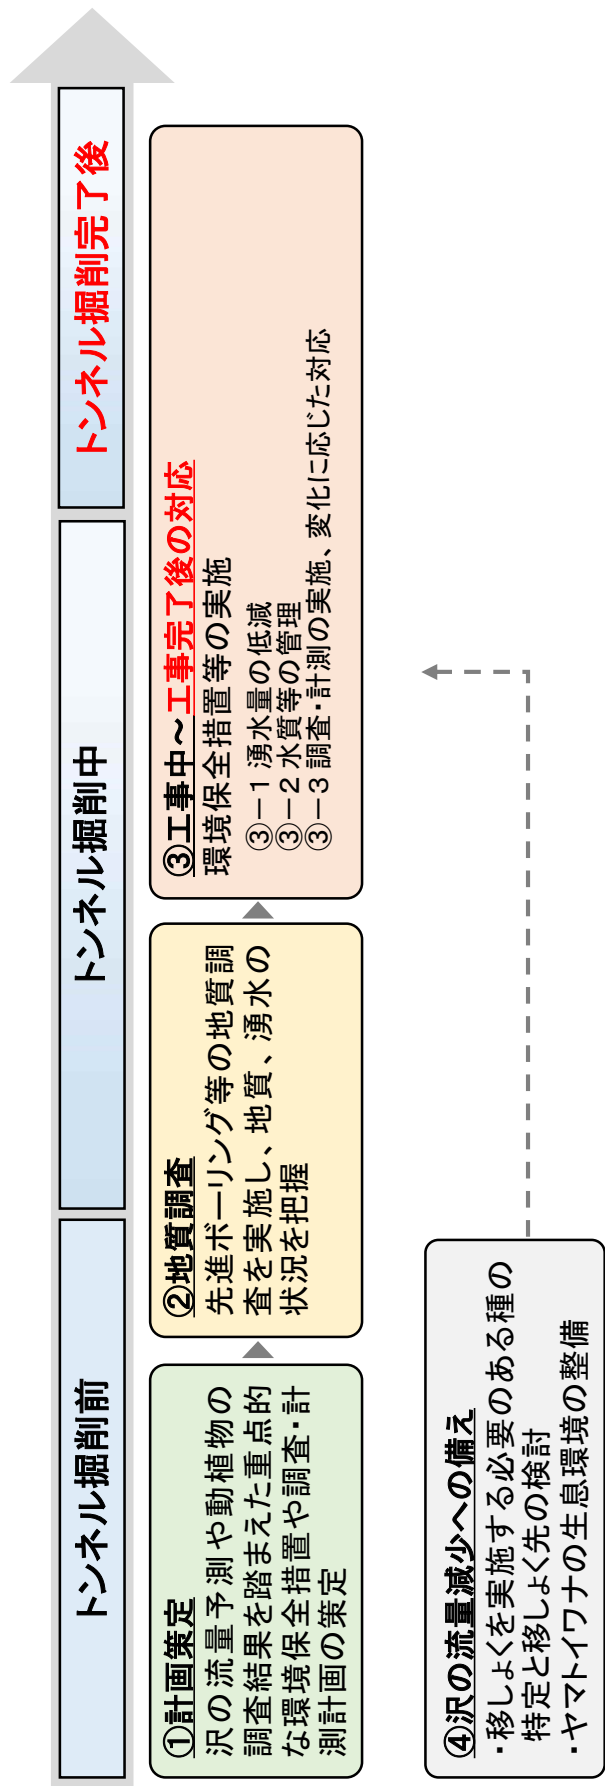 トンネル掘削前
トンネル掘削中
トンネル掘削完了後
①計画策定
沢の流量予測や動植物の
調査結果を踏まえた重点的
な環境保全措置や調査・計
測計画の策定
②地質調査
先進ボーリング等の地質調
査を実施し、地質、湧水の
状況を把握
③工事中～工事完了後の対応
環境保全措置等の実施
③－１湧水量の低減
③－２水質等の管理
③－３調査・計測の実施、変化に応じた対応
④沢の流量減少への備え
・移しょくを実施する必要のある種の
特定と移しょく先の検討
・ヤマトイワナの生息環境の整備